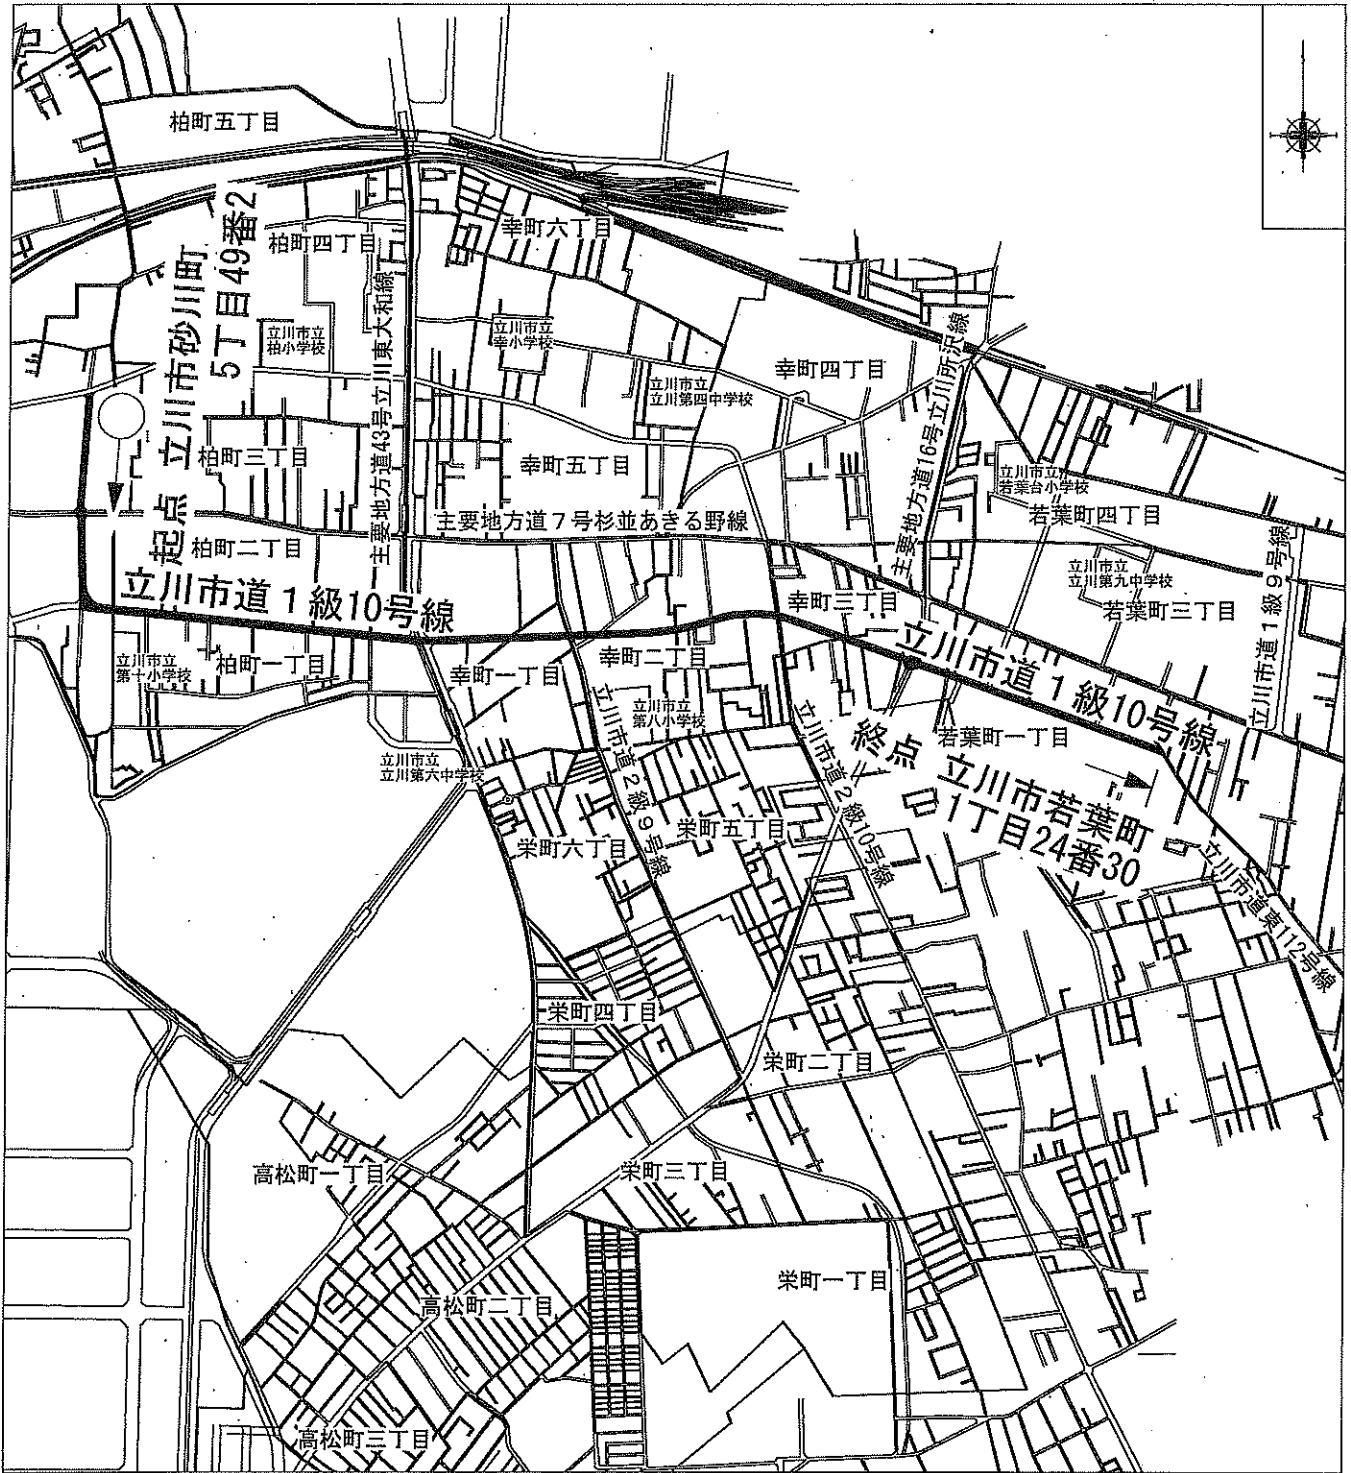 柏町五丁目
柏町四丁目
幸町六丁目
起点 立川市砂川町
5丁目49番2
主要地方道43号立川東大和線
立川市立
柏小学校
立川市立
幸小学校
立川市立
立川第四中学校
幸町四丁目
主要地方道16号立川所沢線
柏町三丁目
幸町五丁目
立川市立
若葉台小学校
若葉町四丁目
主要地方道7号杉並あきる野線
柏町二丁目
立川市道1級10号線
立川市立
立川第九中学校
若葉町三丁目
立川市道1級9号線
幸町三丁目
立川市道1級10号線
立川市立
第十小学校
柏町一丁目
幸町一丁目
幸町二丁目
立川市立
第八小学校
立川市道2級9号線
立川市道2級10号線
若葉町一丁目
終点 立川市若葉町
1丁目24番30
立川市立
立川第六中学校
栄町六丁目
栄町五丁目
立川市道東112号線
栄町四丁目
栄町二丁目
高松町一丁目
栄町三丁目
高松町二丁目
栄町一丁目
高松町三丁目